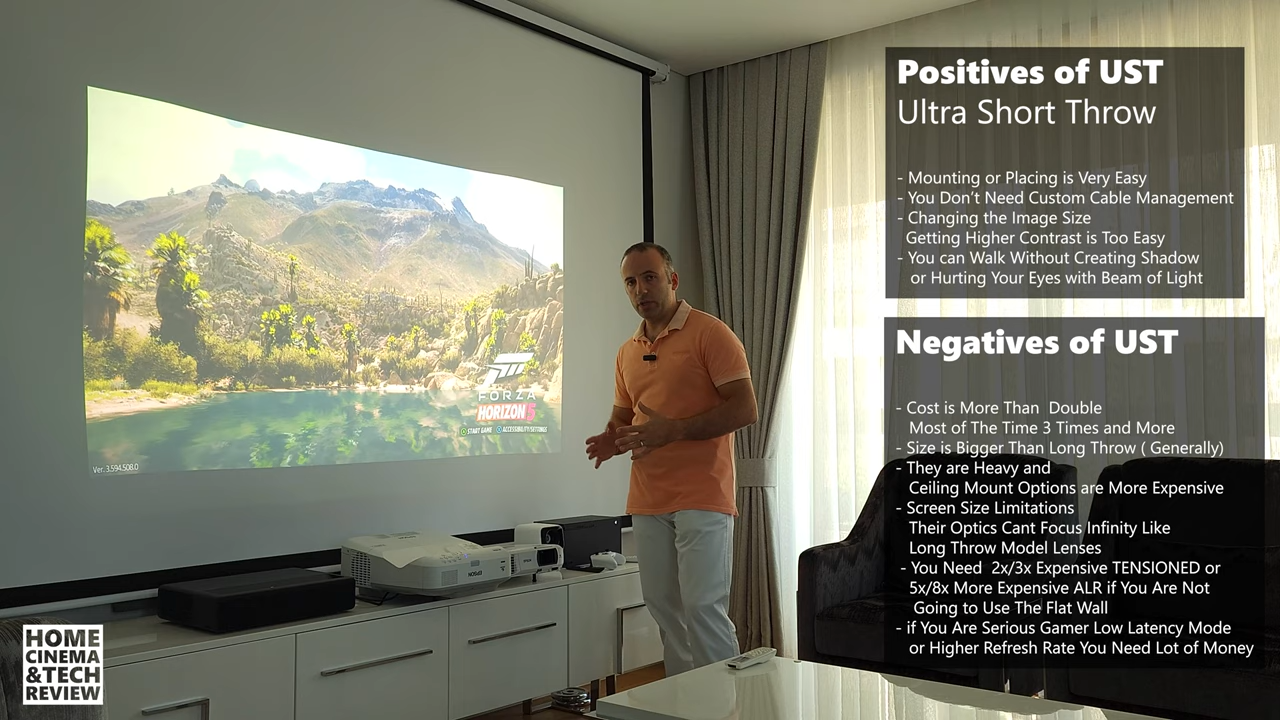 Positives of UST
Ultra Short Throw
- Mounting or Placing is Very Easy
- You Don't Need Custom Cable Management
- Changing the Image Size
Getting Higher Contrast is Too Easy
- You can Walk Without Creating Shadow
or Hurting Your Eyes with Beam of Light
Negatives of UST
- Cost is More Than Double
Most of The Time 3 Times and More
- Size is Bigger Than Long Throw ( Generally)
- They are Heavy and
Ceiling Mount Options are More Expensive
- Screen Size Limitations
Their Optics Cant Focus Infinity Like
Long Throw Model Lenses
- You Need 2x/3x Expensive TENSIONED or
5x/8x More Expensive ALR if You Are Not
Going to Use The Flat Wall
- if You Are Serious Gamer Low Latency Mode
or Higher Refresh Rate You Need Lot of Money
FORZA
HORIZON 5
START GAME ACCESSIBILITY/SETTINGS
Ver. 3.594.508.0
EPSON
HOME
CINEMA
& TECH
REVIEW